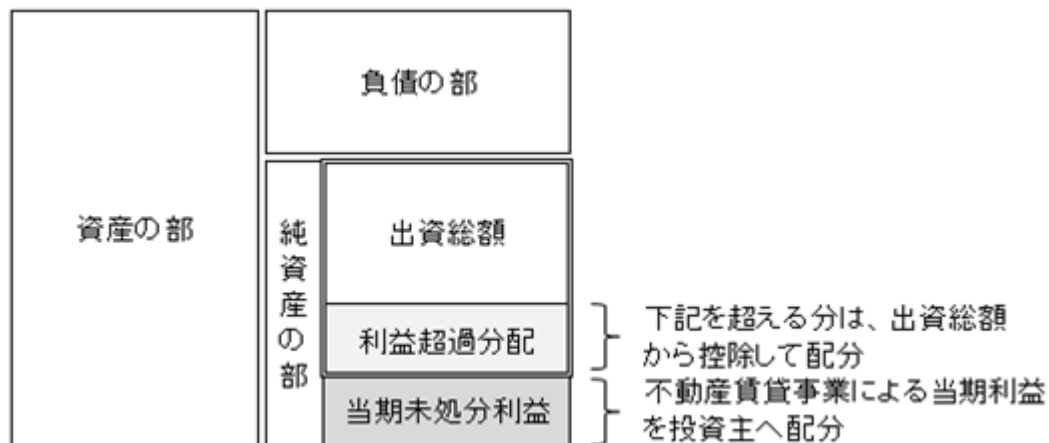 負債の部
資産の部
純資産の部
出資総額
利益超過分配
下記を超える分は、出資総額
から控除して配分
当期未処分利益
不動産賃貸事業による当期利益
を投資主へ配分